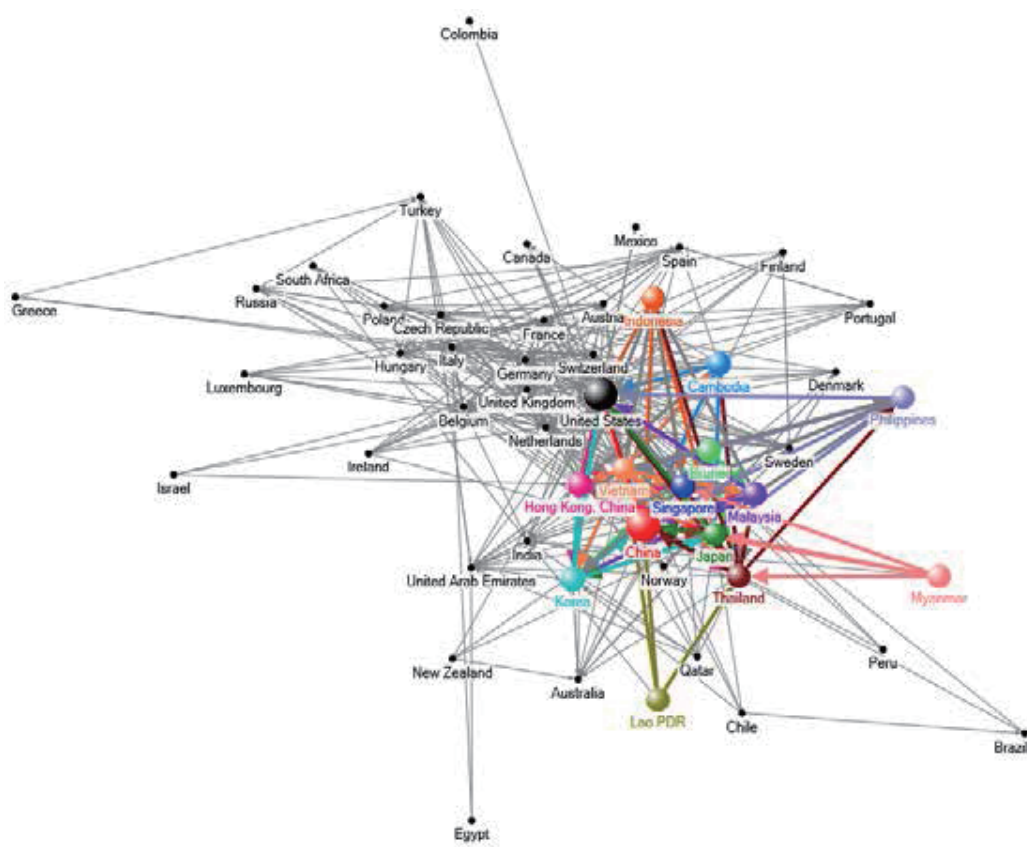 Colombia
Turkey
Mexico
Canada
Spain
Finland
South Africa
Russia
Greece
Poland
Austria
Indonesia
Portugal
Czech Republic
France
Hungary
Italy
Germany
Switzerland
Luxembourg
Cambodia
Denmark
United Kingdom
Belgium
United States
Philippines
Netherlands
Ireland
Sweden
Brunei
Israel
Vietnam
Hong Kong, China
Singapore
Malaysia
India
China
Japan
United Arab Emirates
Norway
Korea
Thailand
Myanmar
New Zealand
Qatar
Peru
Australia
Lao PDR
Chile
Brazil
Egypt